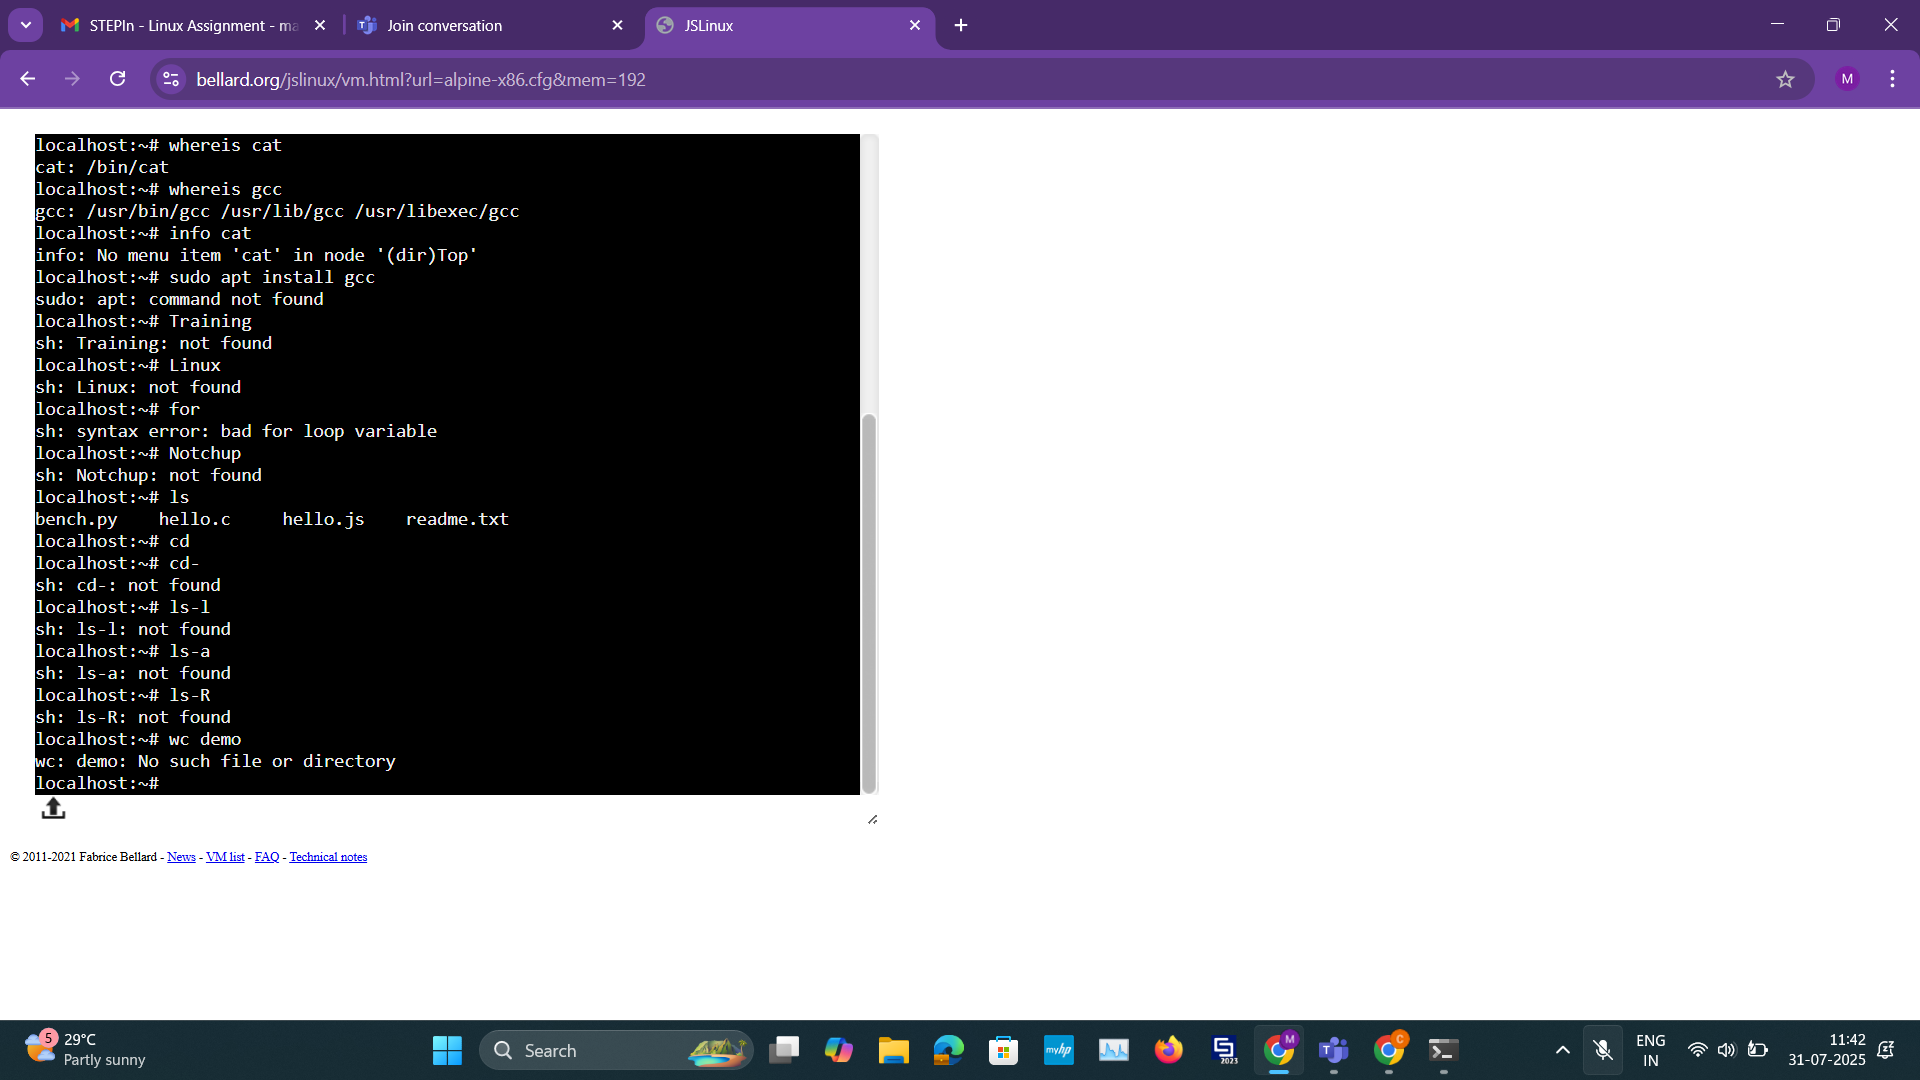 STEPIn - Linux Assignment - ma
Join conversation
JSLinux
bellard.org/jslinux/vm.html?url=alpine-x86.cfg&mem=192
M
localhost:~# whereis cat
cat: /bin/cat
localhost:~# whereis gcc
gcc: /usr/bin/gcc /usr/lib/gcc /usr/libexec/gcc
localhost:~# info cat
info: No menu item 'cat' in node '(dir)Top'
localhost:~# sudo apt install gcc
sudo: apt: command not found
localhost:~# Training
sh: Training: not found
localhost:~# Linux
sh: Linux: not found
localhost:~# for
sh: syntax error: bad for loop variable
localhost:~# Notchup
sh: Notchup: not found
localhost:~# ls
bench.py    hello.c     hello.js    readme.txt
localhost:~# cd
localhost:~# cd-
sh: cd-: not found
localhost:~# ls-l
sh: ls-l: not found
localhost:~# ls-a
sh: ls-a: not found
localhost:~# ls-R
sh: ls-R: not found
localhost:~# wc demo
wc: demo: No such file or directory
localhost:~#
© 2011-2021 Fabrice Bellard - News - VM list - FAQ - Technical notes
5
29°C
Partly sunny
Search
myhp
2023
M
C
ENG
IN
11:42
31-07-2025